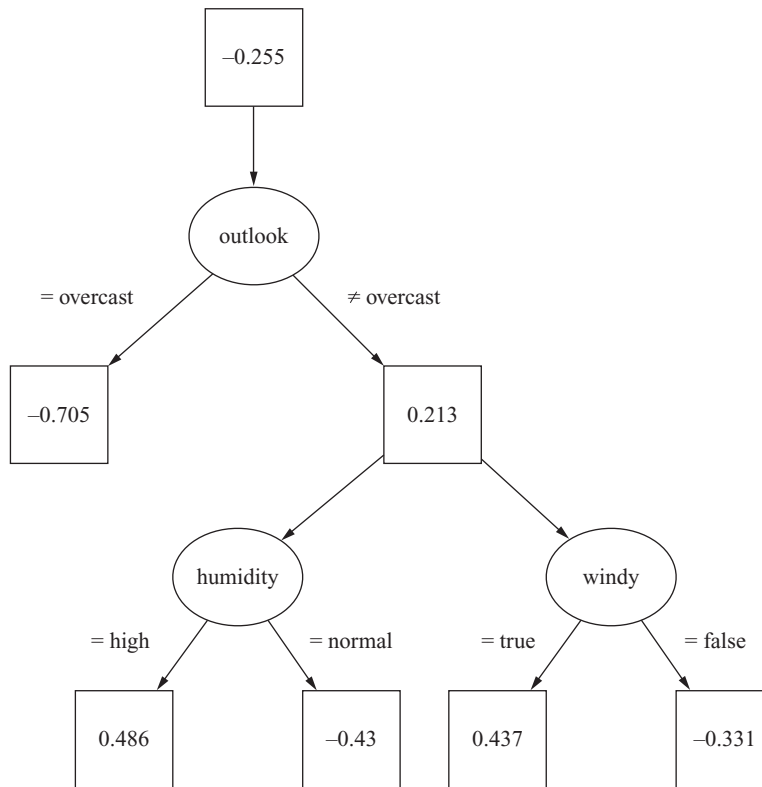 –0.255
outlook
= overcast
≠ overcast
–0.705
0.213
humidity
windy
= high
= normal
= true
= false
0.486
–0.43
0.437
–0.331